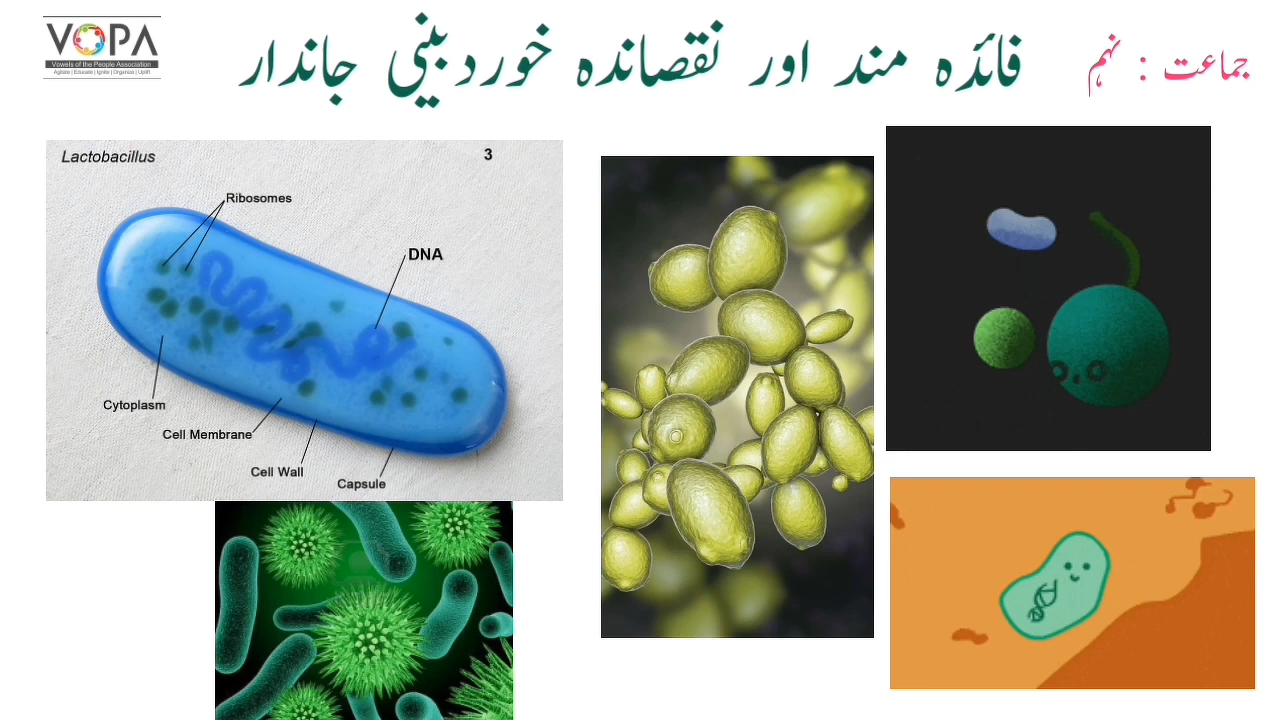 VOPA
Vowels of the People Association
Agitate | Educate | Ignite | Organize | Uplift
جماعت : نہم
فائدہ مند اور نقصاندہ خوردبینی جاندار
Lactobacillus
3
Ribosomes
DNA
Cytoplasm
Cell Membrane
Cell Wall
Capsule